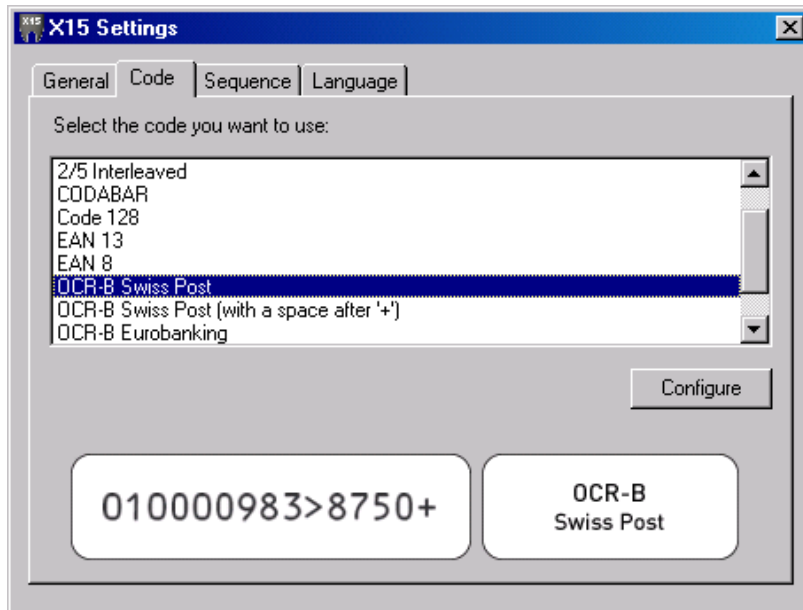 X15 X15 Settings
General Code Sequence Language
Select the code you want to use:
2/5 Interleaved
CODABAR
Code 128
EAN 13
EAN 8
OCR-B Swiss Post
OCR-B Swiss Post (with a space after '+')
OCR-B Eurobanking
Configure
010000983>8750+
OCR-B
Swiss Post